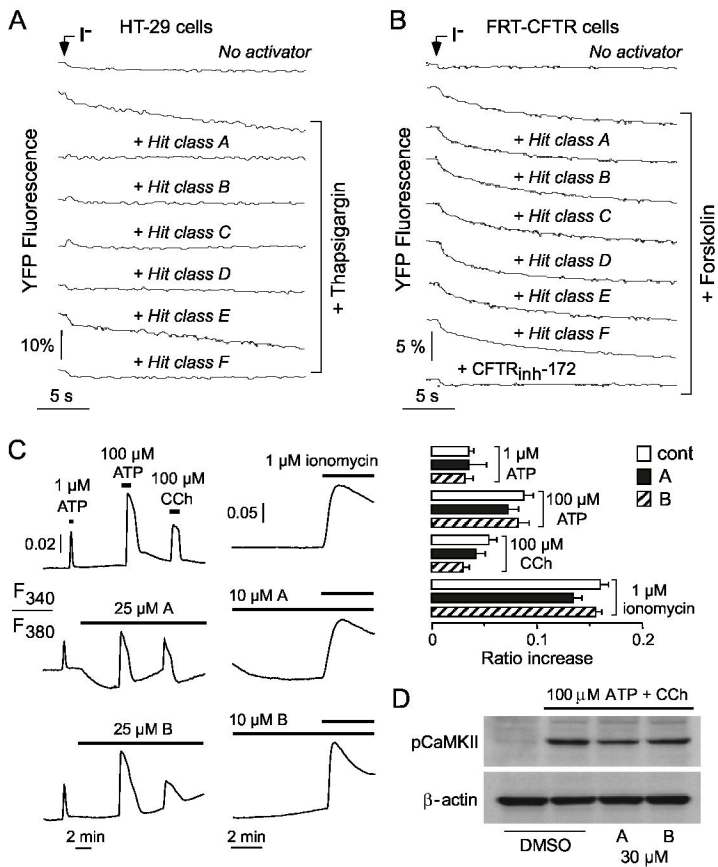 A
HT-29 cells
I-
No activator
YFP Fluorescence
+ Hit class A
+ Hit class B
+ Hit class C
+ Hit class D
+ Hit class E
+ Hit class F
+ Thapsigargin
10%
5 s
B
FRT-CFTR cells
I-
No activator
YFP Fluorescence
+ Hit class A
+ Hit class B
+ Hit class C
+ Hit class D
+ Hit class E
+ Hit class F
+ CFTRinh-172
+ Forskolin
5 %
5 s
C
1 µM
ATP
100 µM
ATP
100 µM
CCh
0.02
1 µM ionomycin
0.05
F340
F380
25 µM A
10 µM A
25 µM B
10 µM B
2 min
2 min
cont
A
B
1 µM
ATP
100 µM
ATP
100 µM
CCh
1 µM
ionomycin
0 0.1 0.2
Ratio increase
D
100 µM ATP + CCh
pCaMKII
β-actin
DMSO
A B
30 µM